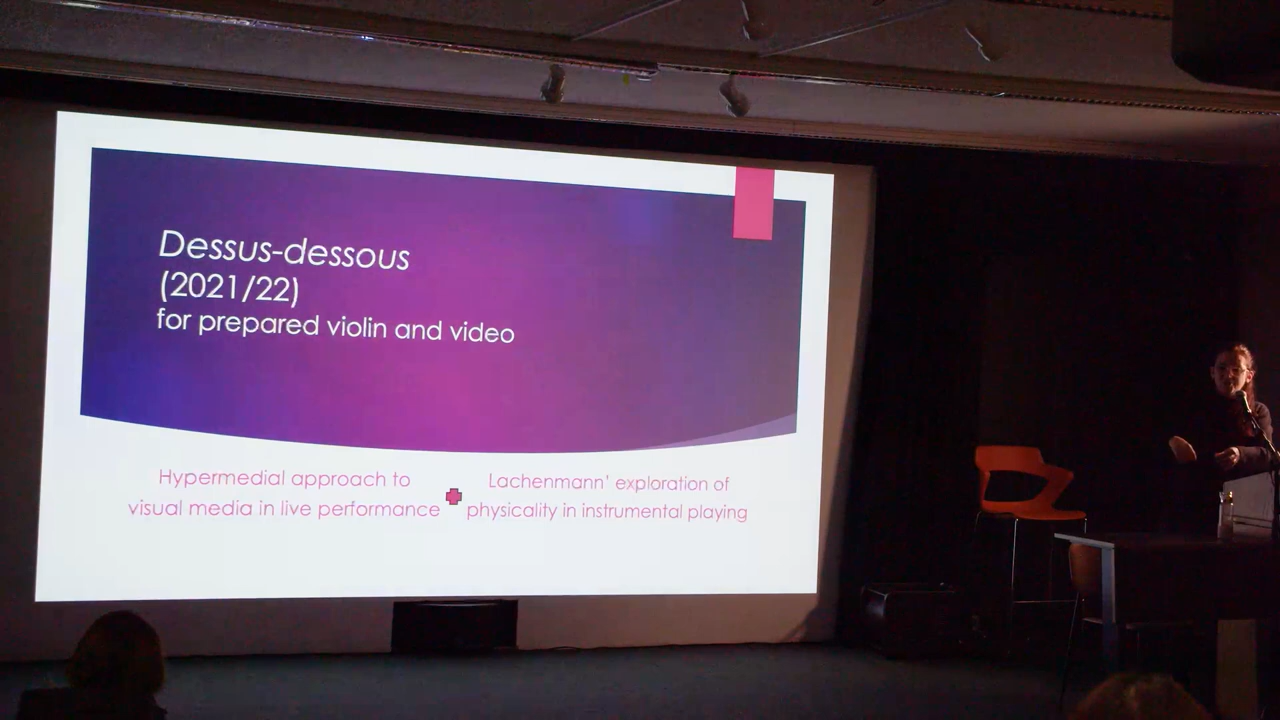 Dessus-dessous
(2021/22)
for prepared violin and video
Hypermedial approach to
visual media in live performance
Lachenmann' exploration of
physicality in instrumental playing